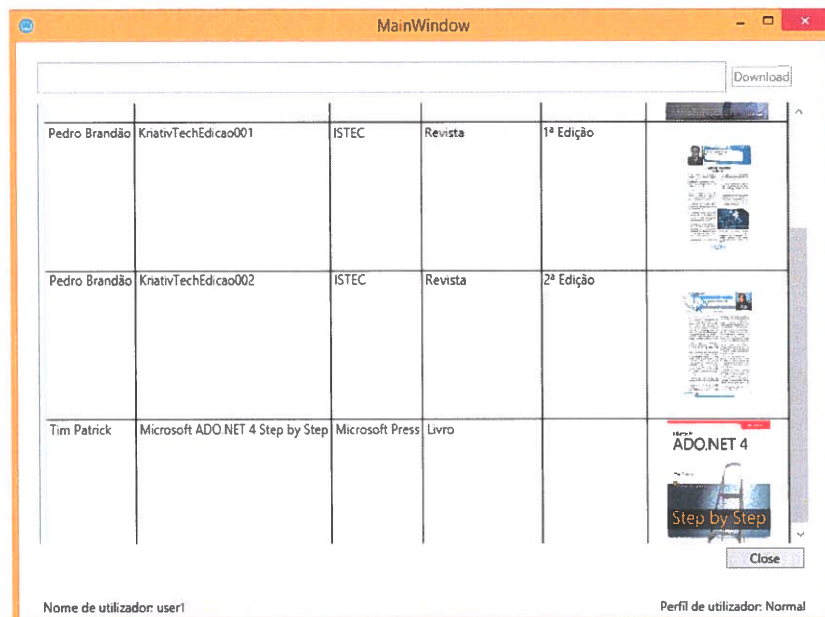 MainWindow
Download
Pedro Brandão KriativTechEdicao001 ISTEC Revista 1ª Edição
Pedro Brandão KriativTechEdicao002 ISTEC Revista 2ª Edição
Tim Patrick Microsoft ADO.NET 4 Step by Step Microsoft Press Livro
ADO.NET 4
Step by Step
Close
Nome de utilizador: user1 Perfil de utilizador: Normal